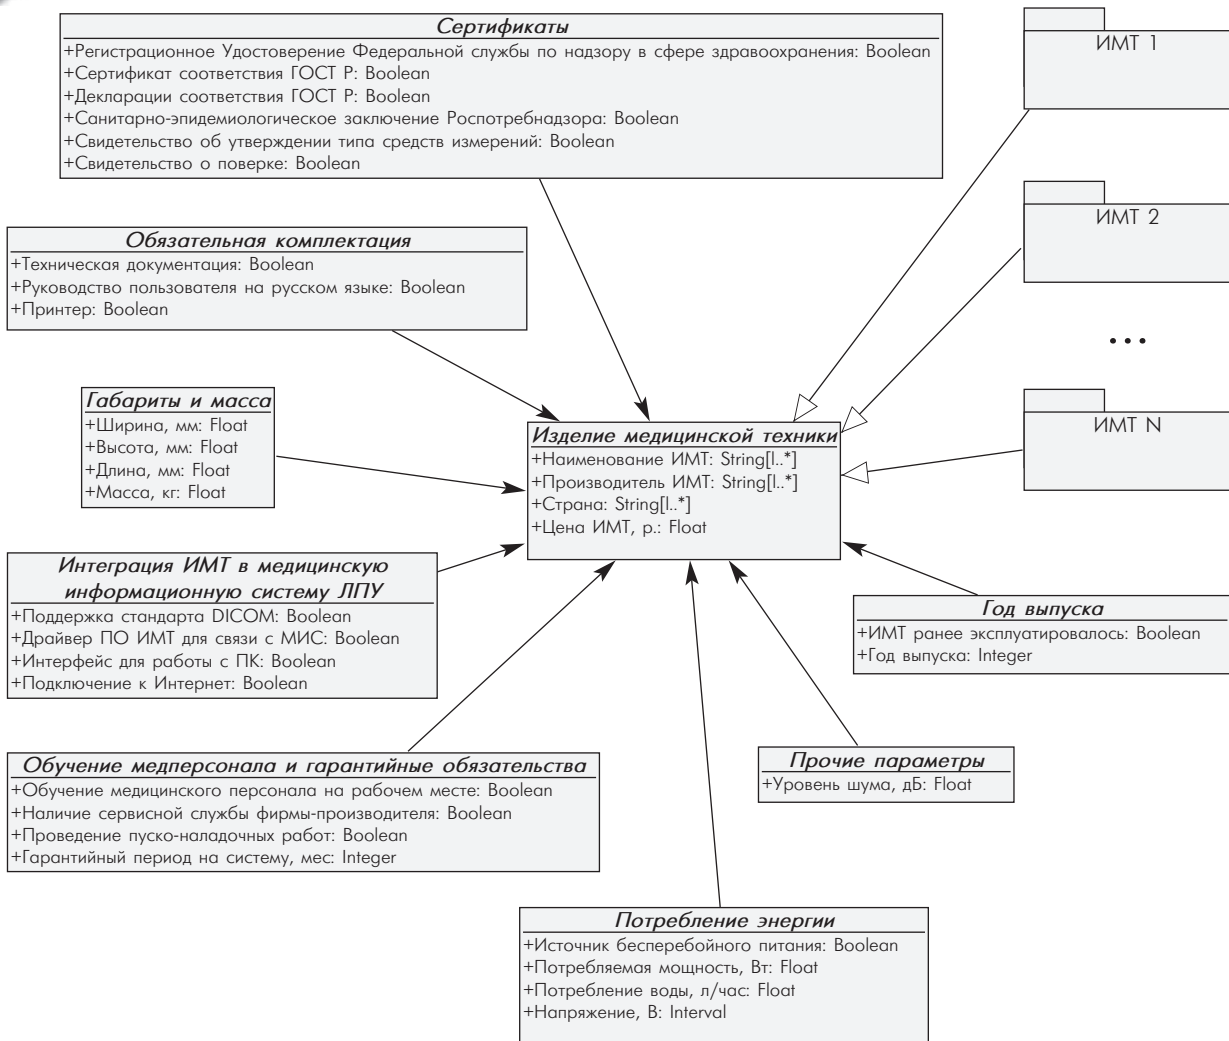 Сертификаты
+Регистрационное Удостоверение Федеральной службы по надзору в сфере здравоохранения: Boolean
+Сертификат соответствия ГОСТ Р: Boolean
+Декларации соответствия ГОСТ Р: Boolean
+Санитарно-эпидемиологическое заключение Роспотребнадзора: Boolean
+Свидетельство об утверждении типа средств измерений: Boolean
+Свидетельство о поверке: Boolean
ИМТ 1
ИМТ 2
...
ИМТ N
Обязательная комплектация
+Техническая документация: Boolean
+Руководство пользователя на русском языке: Boolean
+Принтер: Boolean
Габариты и масса
+Ширина, мм: Float
+Высота, мм: Float
+Длина, мм: Float
+Масса, кг: Float
Изделие медицинской техники
+Наименование ИМТ: String[l..*]
+Производитель ИМТ: String[l..*]
+Страна: String[l..*]
+Цена ИМТ, р.: Float
Интеграция ИМТ в медицинскую
информационную систему ЛПУ
+Поддержка стандарта DICOM: Boolean
+Драйвер ПО ИМТ для связи с МИС: Boolean
+Интерфейс для работы с ПК: Boolean
+Подключение к Интернет: Boolean
Год выпуска
+ИМТ ранее эксплуатировалось: Boolean
+Год выпуска: Integer
Обучение медперсонала и гарантийные обязательства
+Обучение медицинского персонала на рабочем месте: Boolean
+Наличие сервисной службы фирмы-производителя: Boolean
+Проведение пуско-наладочных работ: Boolean
+Гарантийный период на систему, мес: Integer
Прочие параметры
+Уровень шума, дБ: Float
Потребление энергии
+Источник бесперебойного питания: Boolean
+Потребляемая мощность, Вт: Float
+Потребление воды, л/час: Float
+Напряжение, В: Interval